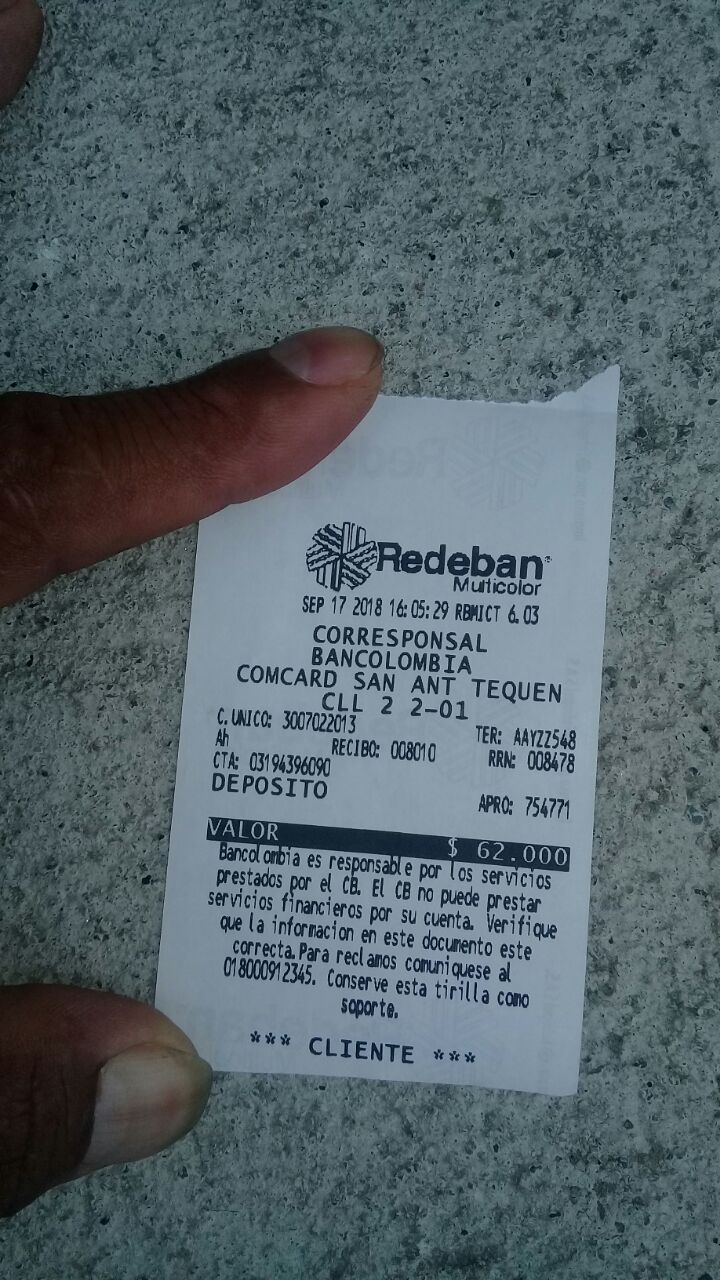 Redeban
Multicolor
SEP 17 2018 16:05:29 RBMICT 6.03
CORRESPONSAL
BANCOLOMBIA
COMCARD SAN ANT TEQUEN
CLL 2 2-01
C.UNICO: 3007022013 TER: AAYZZ548
Ah RECIBO: 008010 RRN: 008478
CTA: 03194396090
DEPOSITO APRO: 754771
VALOR $ 62.000
Bancolombia es responsable por los servicios
prestados por el CB. El CB no puede prestar
servicios financieros por su cuenta. Verifique
que la informacion en este documento este
correcta.Para reclamos comuniquese al
018000912345. Conserve esta tirilla como
soporte.
*** CLIENTE ***